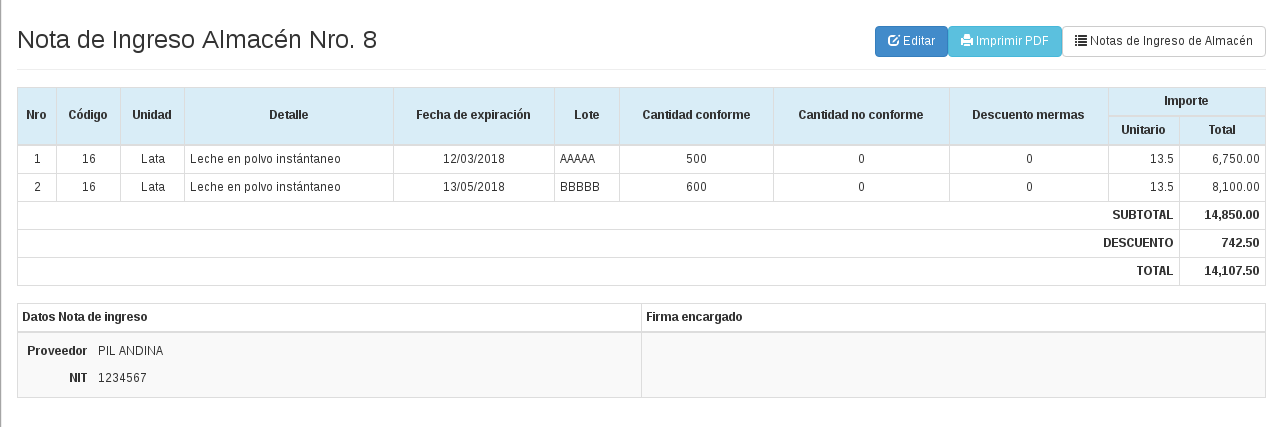 Nota de Ingreso Almacén Nro. 8
Editar Imprimir PDF Notas de Ingreso de Almacén
Nro Código Unidad Detalle Fecha de expiración Lote Cantidad conforme Cantidad no conforme Descuento mermas Importe
Unitario Total
1 16 Lata Leche en polvo instántaneo 12/03/2018 AAAAA 500 0 0 13.5 6,750.00
2 16 Lata Leche en polvo instántaneo 13/05/2018 BBBBB 600 0 0 13.5 8,100.00
SUBTOTAL 14,850.00
DESCUENTO 742.50
TOTAL 14,107.50
Datos Nota de ingreso Firma encargado
Proveedor PIL ANDINA
NIT 1234567